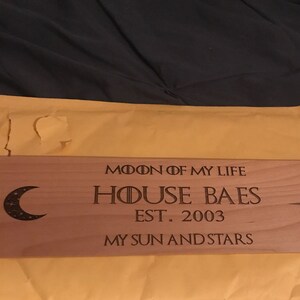 MOON OF MY LIFE
HOUSE BAES
EST. 2003
MY SUN AND STARS